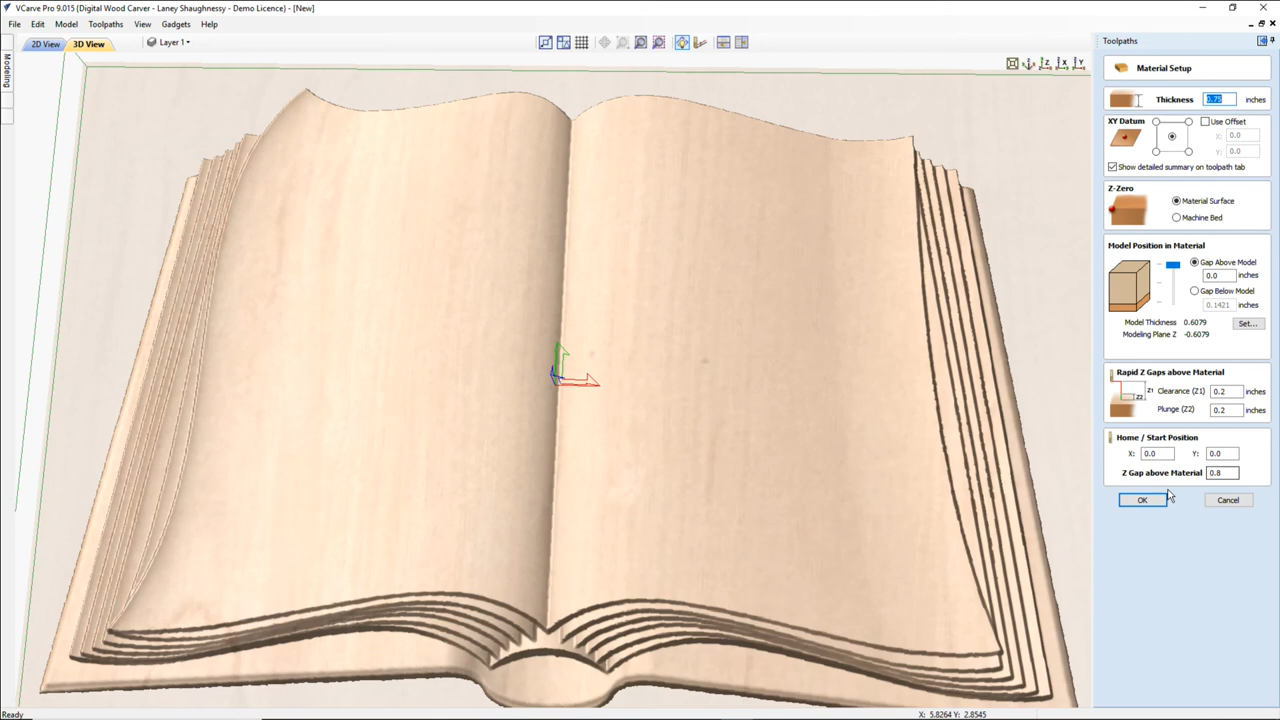 VCarve Pro 9.015 {Digital Wood Carver - Laney Shaughnessy - Demo Licence} - [New]
File Edit Model Toolpaths View Gadgets Help
2D View 3D View Layer 1
Modeling
Toolpaths
Material Setup
Thickness 0.75 inches
XY Datum Use Offset
X: 0.0
Y: 0.0
Show detailed summary on toolpath tab
Z-Zero
Material Surface
Machine Bed
Model Position in Material
Gap Above Model
0.0 inches
Gap Below Model
0.1421 inches
Model Thickness 0.6079 Set...
Modeling Plane Z -0.6079
Rapid Z Gaps above Material
Z1 Clearance (Z1) 0.2 inches
Z2 Plunge (Z2) 0.2 inches
Home / Start Position
X: 0.0 Y: 0.0
Z Gap above Material 0.8
OK Cancel
Ready X: 5.8264 Y: 2.8545